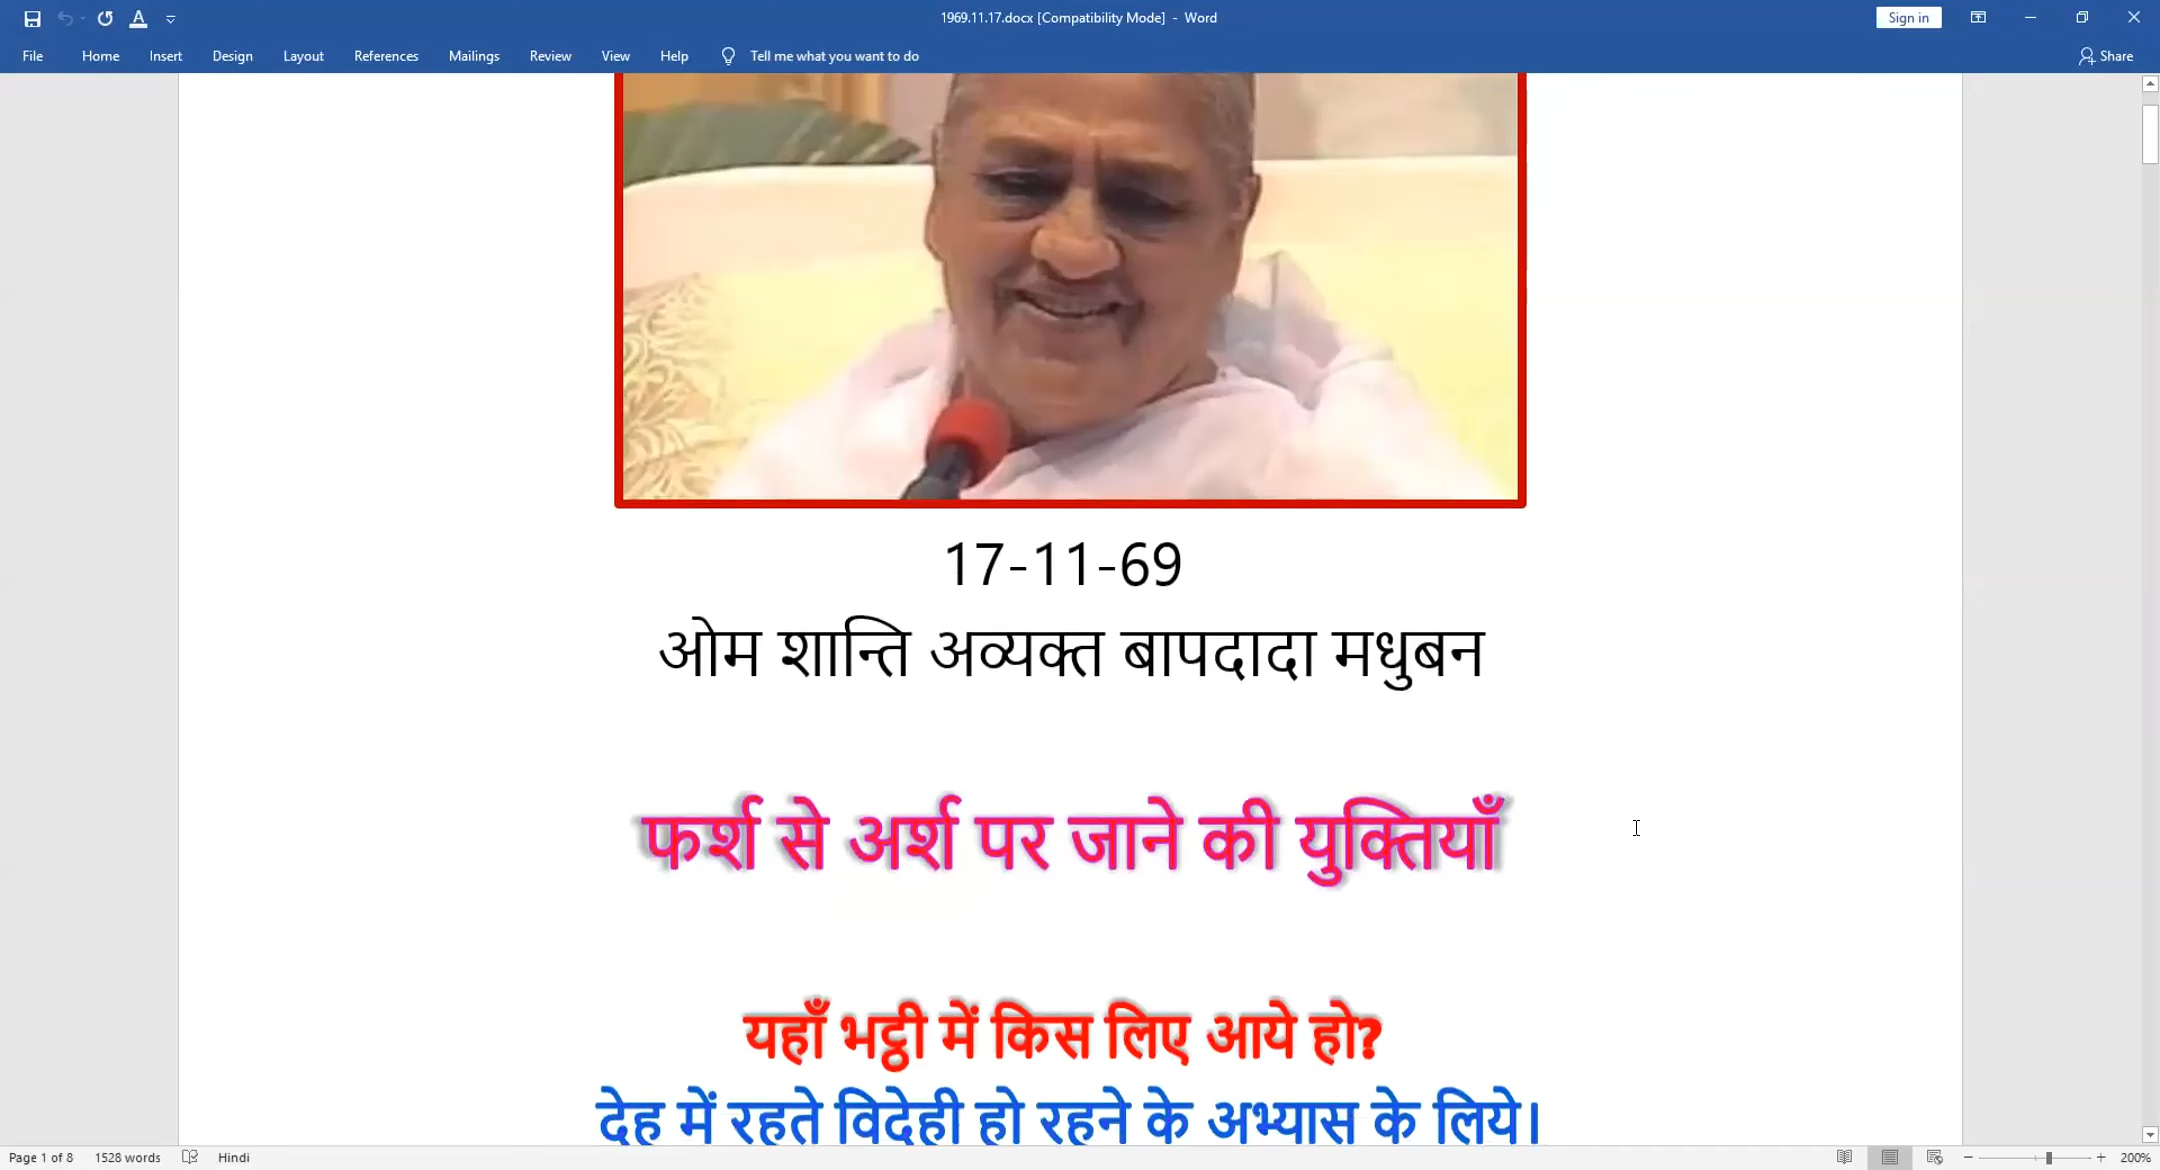 1969.11.17.docx [Compatibility Mode] - Word
Sign in
File Home Insert Design Layout References Mailings Review View Help Tell me what you want to do Share
17-11-69
ओम शान्ति अव्यक्त बापदादा मधुबन
फर्श से अर्श पर जाने की युक्तियाँ
यहाँ भट्ठी में किस लिए आये हो?
देह में रहते विदेही हो रहने के अभ्यास के लिये।
Page 1 of 8 1528 words Hindi 200%